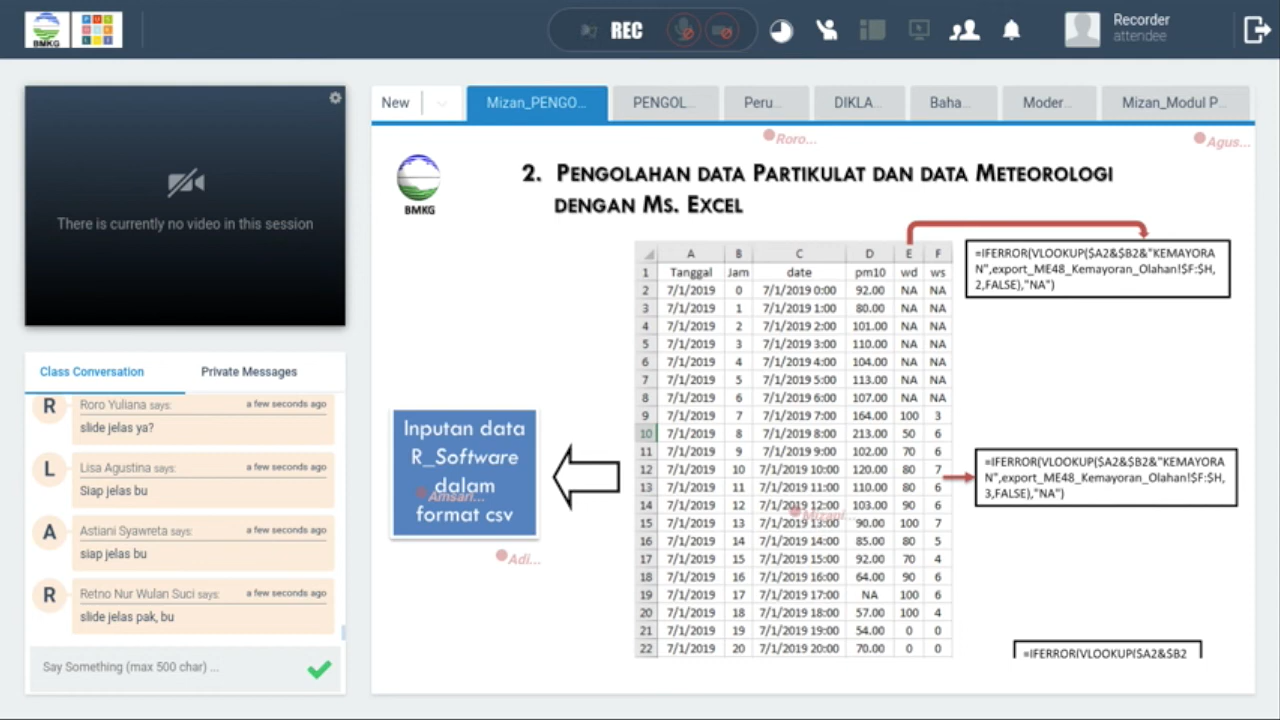 BMKG
REC
Recorder
attendee
There is currently no video in this session
Class Conversation
Private Messages
R
Roro Yuliana says:
a few seconds ago
slide jelas ya?
L
Lisa Agustina says:
a few seconds ago
Siap jelas bu
A
Astiani Syawreta says:
a few seconds ago
siap jelas bu
R
Retno Nur Wulan Suci says:
a few seconds ago
slide jelas pak, bu
Say Something (max 500 char) ...
New
Mizan_PENGO...
PENGOL...
Peru...
DIKLA...
Baha...
Moder...
Mizan_Modul P...
Roro...
Agus...
BMKG
2. PENGOLAHAN DATA PARTIKULAT DAN DATA METEOROLOGI
DENGAN MS. EXCEL
A B C D E F
1 Tanggal Jam date pm10 wd ws
2 7/1/2019 0 7/1/2019 0:00 92.00 NA NA
3 7/1/2019 1 7/1/2019 1:00 80.00 NA NA
4 7/1/2019 2 7/1/2019 2:00 101.00 NA NA
5 7/1/2019 3 7/1/2019 3:00 110.00 NA NA
6 7/1/2019 4 7/1/2019 4:00 104.00 NA NA
7 7/1/2019 5 7/1/2019 5:00 113.00 NA NA
8 7/1/2019 6 7/1/2019 6:00 107.00 NA NA
9 7/1/2019 7 7/1/2019 7:00 164.00 100 3
10 7/1/2019 8 7/1/2019 8:00 213.00 50 6
11 7/1/2019 9 7/1/2019 9:00 102.00 70 6
12 7/1/2019 10 7/1/2019 10:00 120.00 80 7
13 7/1/2019 11 7/1/2019 11:00 110.00 80 6
14 7/1/2019 12 7/1/2019 12:00 103.00 90 6
15 7/1/2019 13 7/1/2019 13:00 90.00 100 7
16 7/1/2019 14 7/1/2019 14:00 85.00 80 5
17 7/1/2019 15 7/1/2019 15:00 92.00 70 4
18 7/1/2019 16 7/1/2019 16:00 64.00 90 6
19 7/1/2019 17 7/1/2019 17:00 NA 100 6
20 7/1/2019 18 7/1/2019 18:00 57.00 100 4
21 7/1/2019 19 7/1/2019 19:00 54.00 0 0
22 7/1/2019 20 7/1/2019 20:00 70.00 0 0
=IFERROR(VLOOKUP($A2&$B2&"KEMAYORA
N",export_ME48_Kemayoran_Olahan!$F:$H,
2,FALSE),"NA")
=IFERROR(VLOOKUP($A2&$B2&"KEMAYORA
N",export_ME48_Kemayoran_Olahan!$F:$H,
3,FALSE),"NA")
=IFERROR(VLOOKUP($A2&$B2
Inputan data
R_Software
dalam
format csv
Amsari...
Mizani...
Adi...